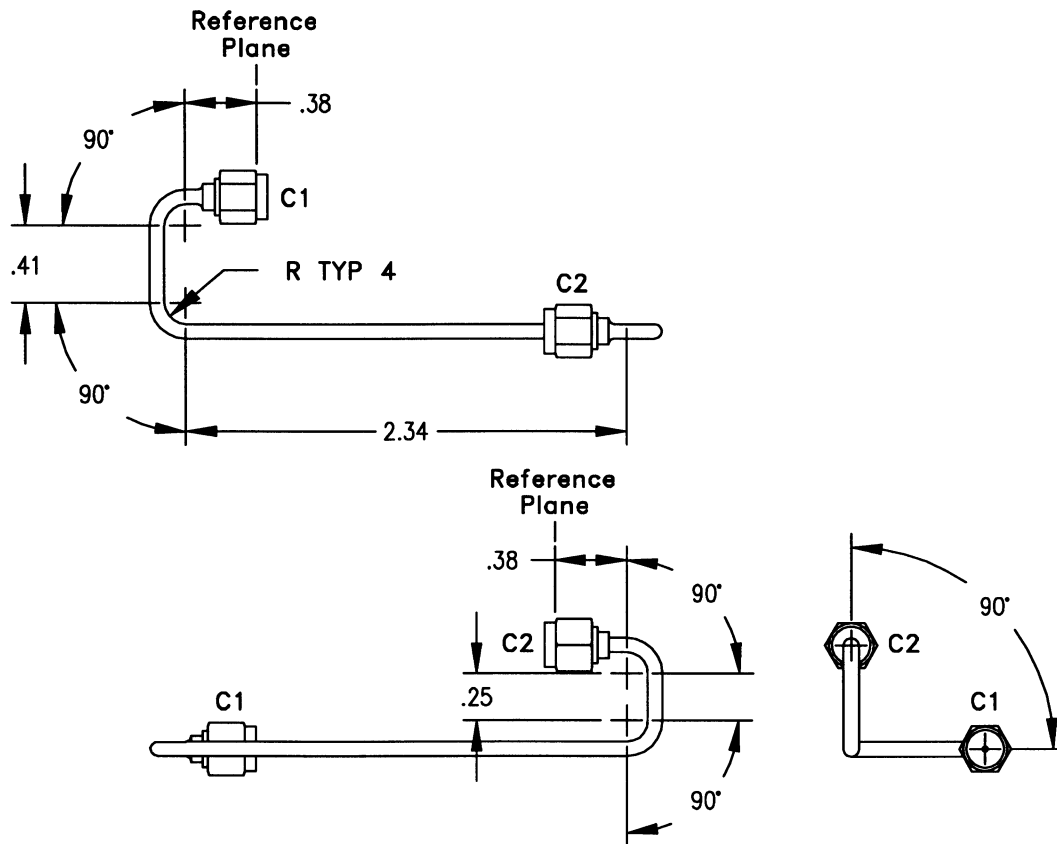 Reference
Plane
.38
90°
C1
.41
R TYP 4
C2
90°
2.34
Reference
Plane
.38
90°
C2
.25
90°
C1
90°
C2
C1